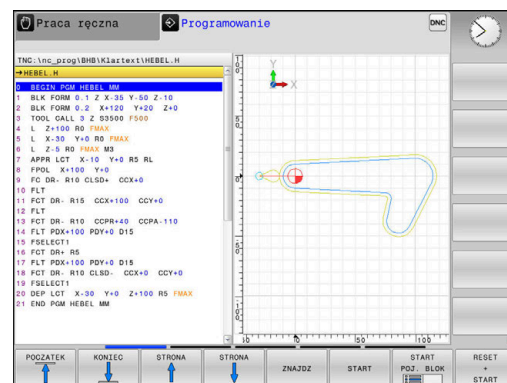 Praca ręczna
Programowanie
DNC
TNC:\nc_prog\BHB\Klartext\HEBEL.H
→HEBEL.H
0 BEGIN PGM HEBEL MM
1 BLK FORM 0.1 Z X-35 Y-50 Z-10
2 BLK FORM 0.2 X+120 Y+20 Z+0
3 TOOL CALL 3 Z S3500 F500
4 L Z+100 R0 FMAX
5 L X-30 Y+0 R0 FMAX
6 L Z-5 R0 FMAX M3
7 APPR LCT X-10 Y+0 R5 RL
8 FPOL X+100 Y+0
9 FC DR- R10 CLSD+ CCX+0
10 FLT
11 FCT DR- R15 CCX+100 CCY+0
12 FLT
13 FCT DR- R10 CCPR+40 CCPA-110
14 FLT PDX+100 PDY+0 D15
15 FSELECT1
16 FCT DR+ R5
17 FLT PDX+100 PDY+0 D15
18 FCT DR- R10 CLSD- CCX+0 CCY+0
19 FSELECT1
20 DEP LCT X-30 Y+0 Z+100 R5 FMAX
21 END PGM HEBEL MM
Y
X
50
100
POCZATEK
KONIEC
STRONA
STRONA
ZNAJDZ
START
START
POJ. BLOK
RESET
+
START